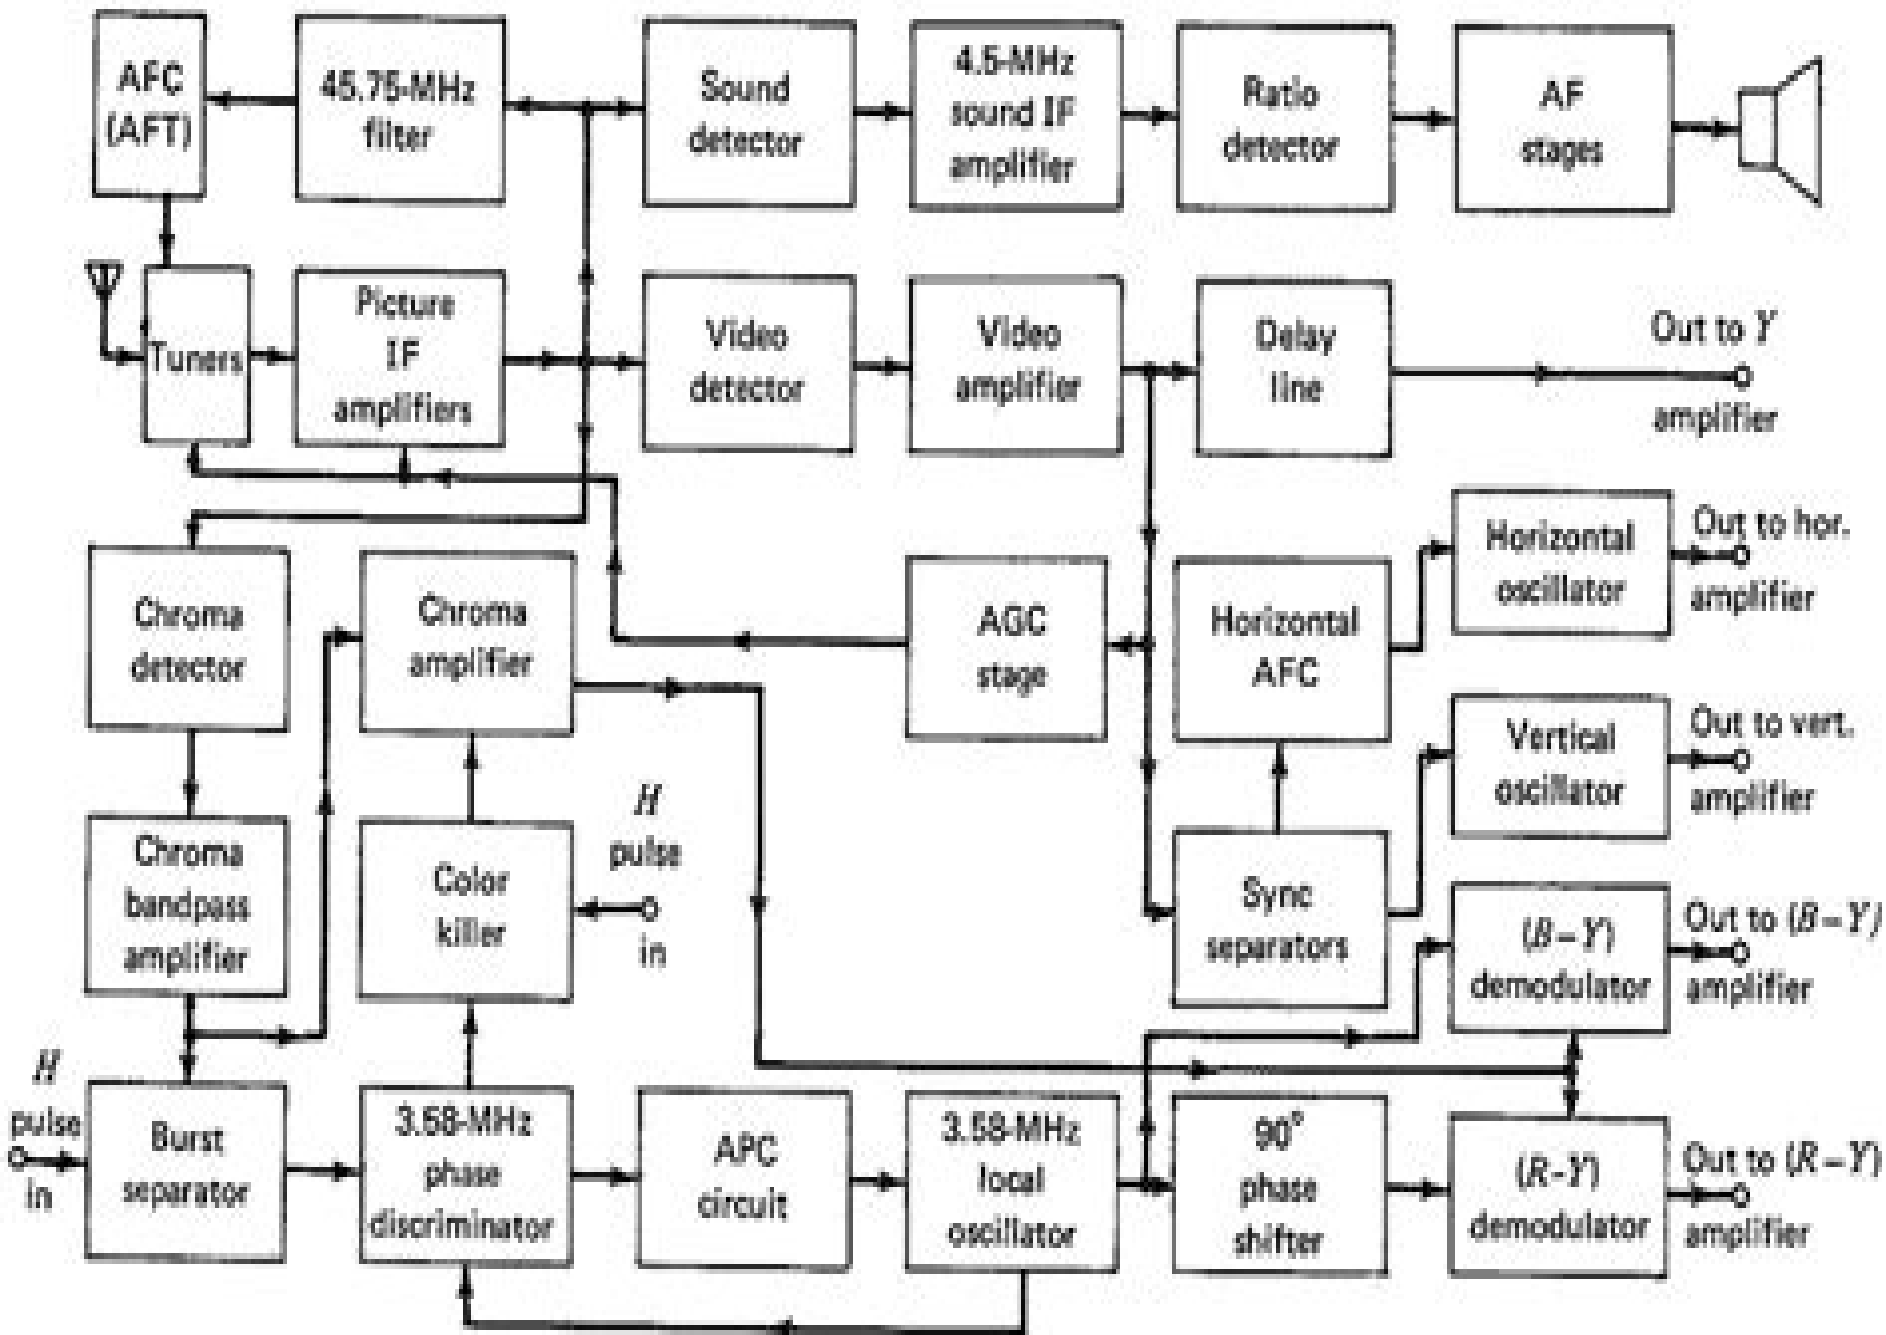 AFC
(AFT)
45.75-MHz
filter
Sound
detector
4.5-MHz
sound IF
amplifier
Ratio
detector
AF
stages
Tuners
Picture
IF
amplifiers
Video
detector
Video
amplifier
Delay
line
Out to Y
amplifier
Chroma
detector
Chroma
amplifier
AGC
stage
Horizontal
AFC
Horizontal
oscillator
Out to hor.
amplifier
Vertical
oscillator
Out to vert.
amplifier
Chroma
bandpass
amplifier
Color
killer
H
pulse
in
Sync
separators
(B-Y)
demodulator
Out to (B-Y)
amplifier
H
pulse
in
Burst
separator
3.58-MHz
phase
discriminator
APC
circuit
3.58-MHz
local
oscillator
90°
phase
shifter
(R-Y)
demodulator
Out to (R-Y)
amplifier